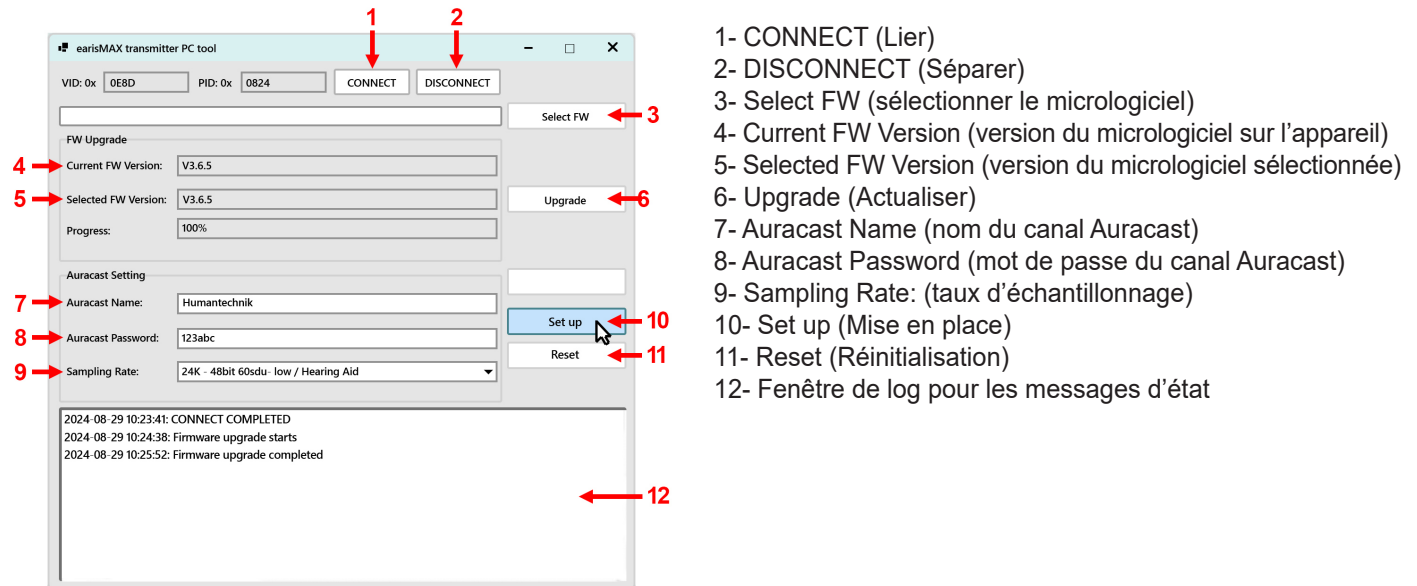 1 2
earisMAX transmitter PC tool
VID: 0x 0E8D PID: 0x 0824 CONNECT DISCONNECT
Select FW 3
FW Upgrade
4 Current FW Version: V3.6.5
5 Selected FW Version: V3.6.5 Upgrade 6
Progress: 100%
Auracast Setting
7 Auracast Name: Humantechnik
Set up 10
8 Auracast Password: 123abc
Reset 11
9 Sampling Rate: 24K - 48bit 60sdu- low / Hearing Aid
2024-08-29 10:23:41: CONNECT COMPLETED
2024-08-29 10:24:38: Firmware upgrade starts
2024-08-29 10:25:52: Firmware upgrade completed
12
1- CONNECT (Lier)
2- DISCONNECT (Séparer)
3- Select FW (sélectionner le micrologiciel)
4- Current FW Version (version du micrologiciel sur l’appareil)
5- Selected FW Version (version du micrologiciel sélectionnée)
6- Upgrade (Actualiser)
7- Auracast Name (nom du canal Auracast)
8- Auracast Password (mot de passe du canal Auracast)
9- Sampling Rate: (taux d’échantillonnage)
10- Set up (Mise en place)
11- Reset (Réinitialisation)
12- Fenêtre de log pour les messages d’état